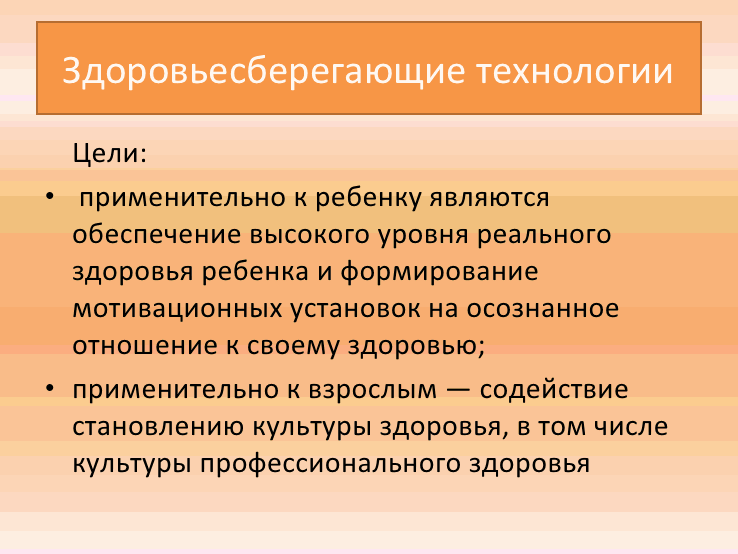 Здоровьесберегающие технологии
Цели:
• применительно к ребенку являются
обеспечение высокого уровня реального
здоровья ребенка и формирование
мотивационных установок на осознанное
отношение к своему здоровью;
• применительно к взрослым — содействие
становлению культуры здоровья, в том числе
культуры профессионального здоровья